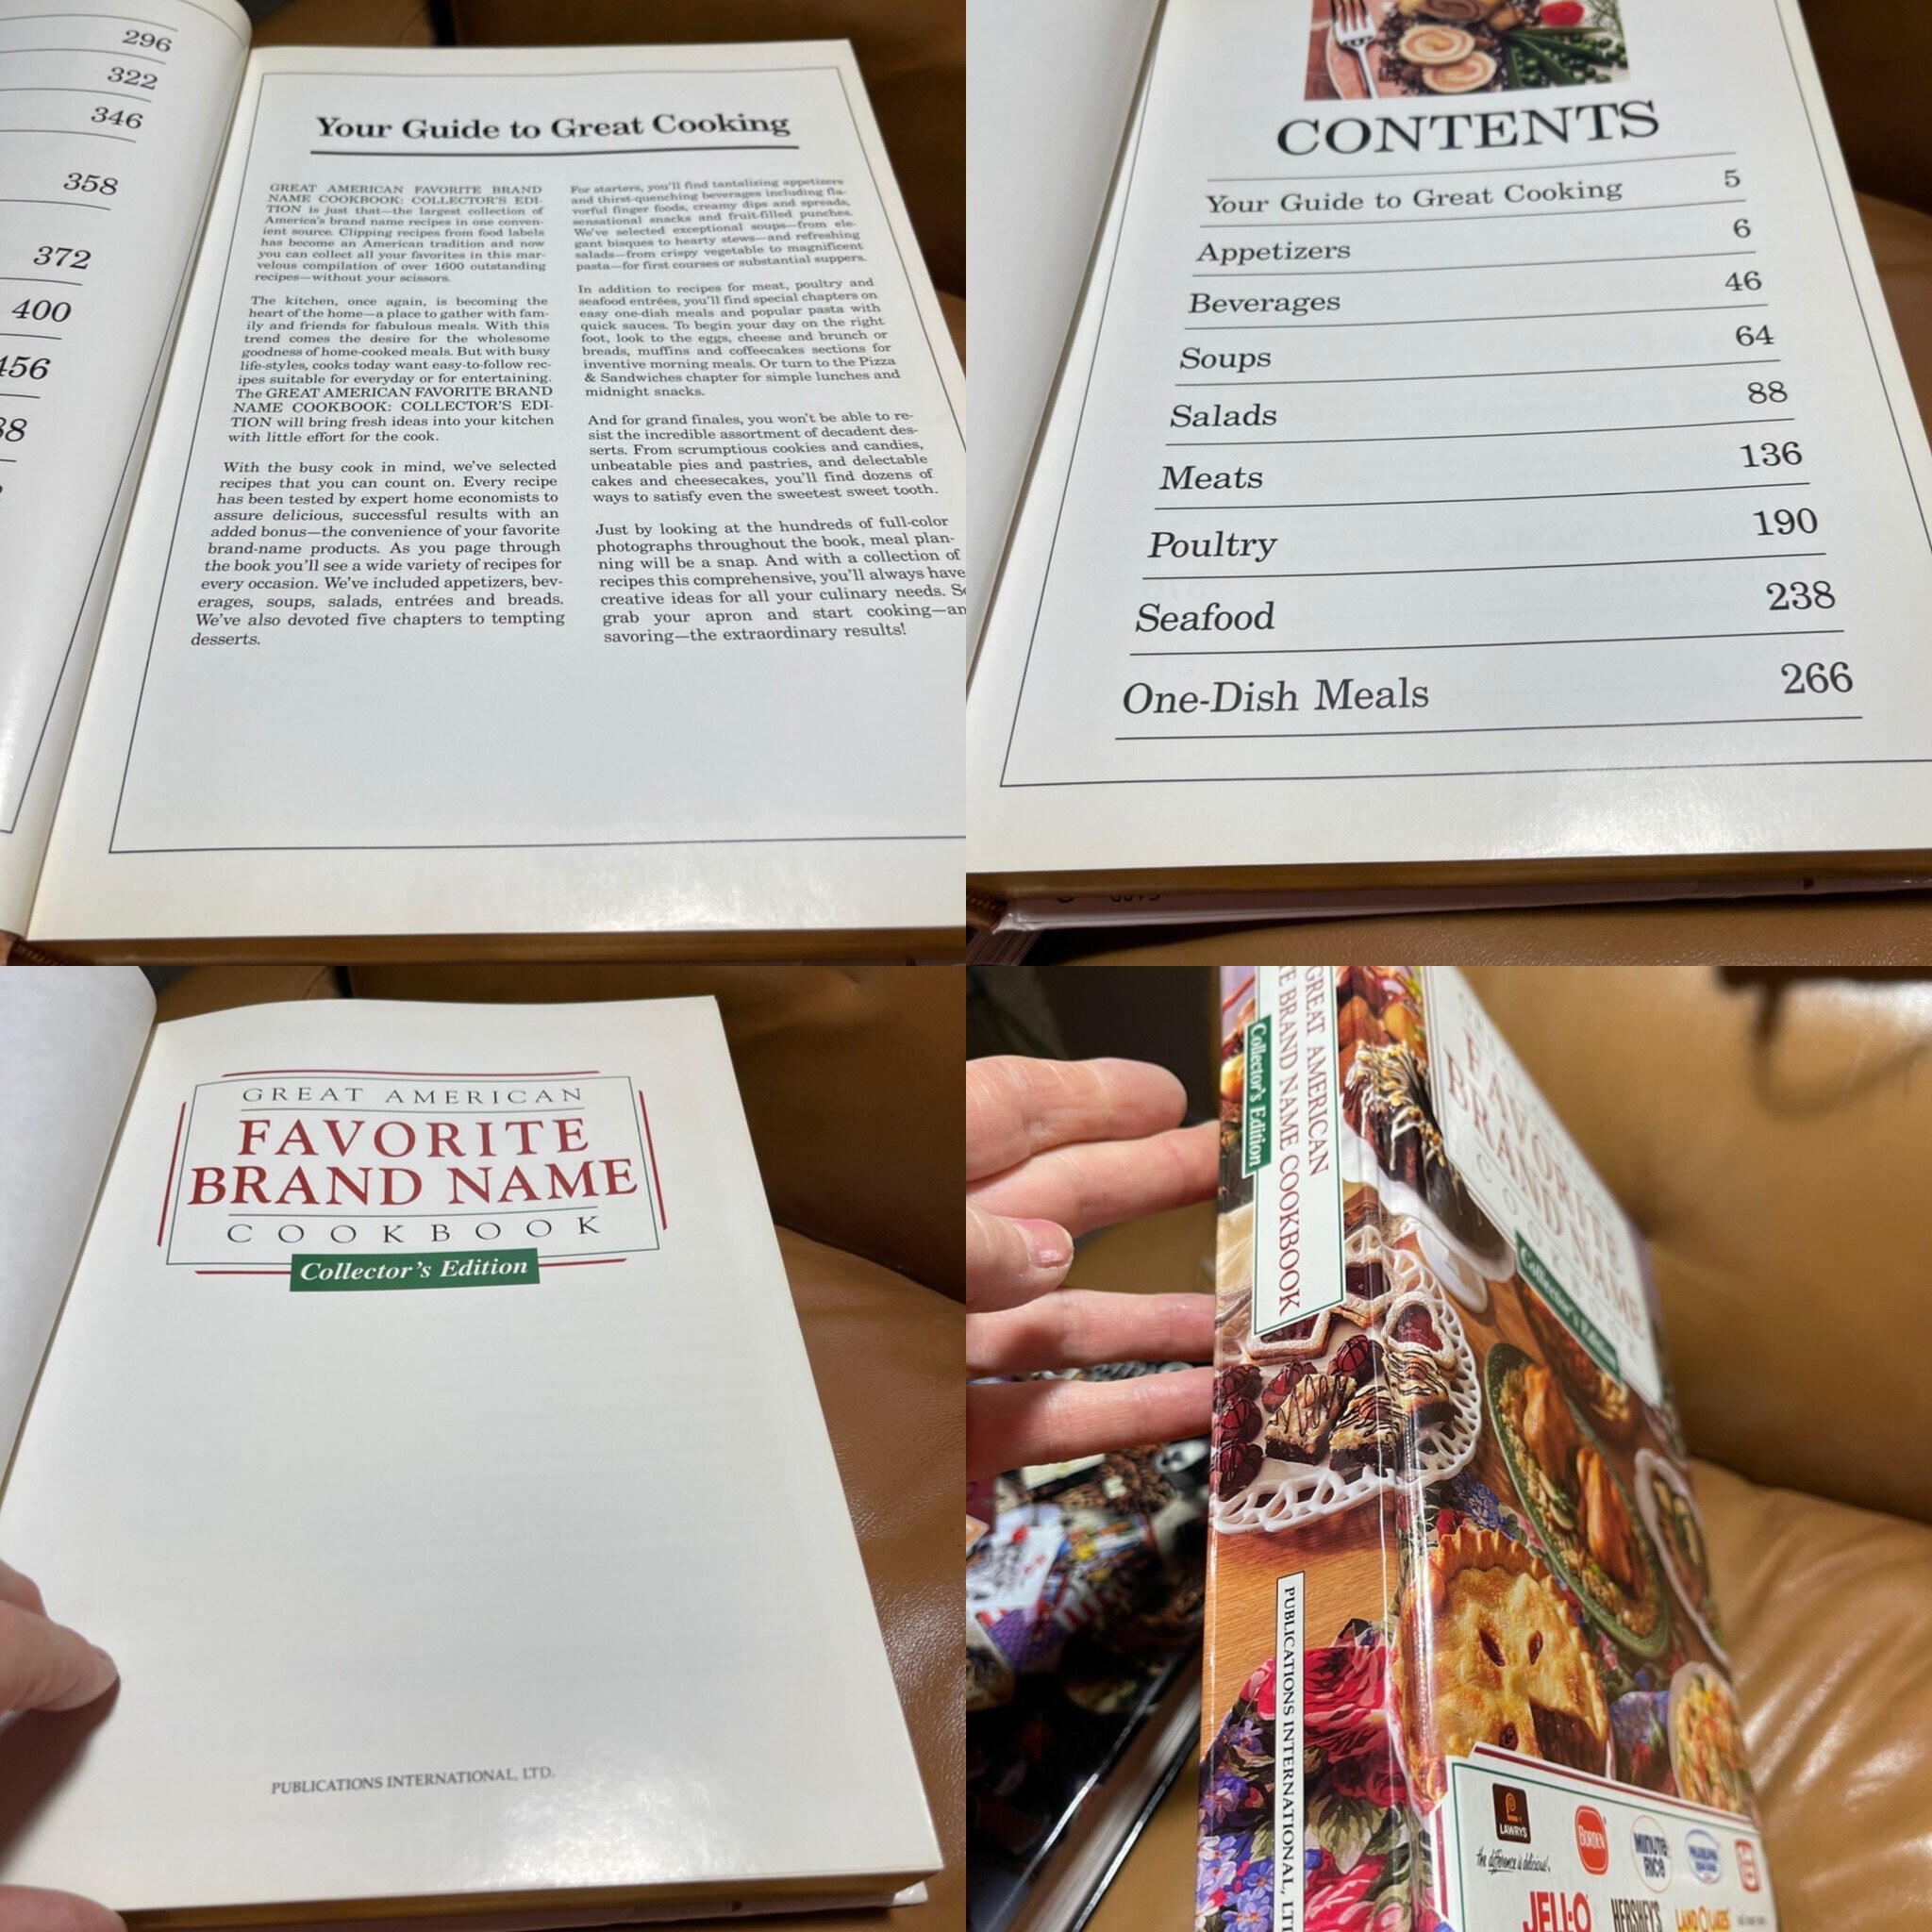 296
322
346
358
372
400
456
Your Guide to Great Cooking
GREAT AMERICAN FAVORITE BRAND
NAME COOKBOOK: COLLECTOR'S EDI-
TION is just that—the largest collection of
America's brand name recipes in one conven-
ient source. Clipping recipes from food labels
has become an American tradition and now
you can collect all your favorites in this mar-
velous compilation of over 1600 outstanding
recipes—without your scissors.
The kitchen, once again, is becoming the
heart of the home—a place to gather with fam-
ily and friends for fabulous meals. With this
trend comes the desire for the wholesome
goodness of home-cooked meals. But with busy
life-styles, cooks today want easy-to-follow rec-
ipes suitable for everyday or for entertaining.
The GREAT AMERICAN FAVORITE BRAND
NAME COOKBOOK: COLLECTOR'S EDI-
TION will bring fresh ideas into your kitchen
with little effort for the cook.
With the busy cook in mind, we've selected
recipes that you can count on. Every recipe
has been tested by expert home economists to
assure delicious, successful results with an
added bonus—the convenience of your favorite
brand-name products. As you page through
the book you'll see a wide variety of recipes for
every occasion. We've included appetizers, bev-
erages, soups, salads, entrées and breads.
We've also devoted five chapters to tempting
desserts.
For starters, you'll find tantalizing appetizers
and thirst-quenching beverages including fla-
vorful finger foods, creamy dips and spreads,
sensational snacks and fruit-filled punches.
We've selected exceptional soups—from ele-
gant bisques to hearty stews—and refreshing
salads—from crispy vegetable to magnificent
pasta—for first courses or substantial suppers.
In addition to recipes for meat, poultry and
seafood entrées, you'll find special chapters on
easy one-dish meals and popular pasta with
quick sauces. To begin your day on the right
foot, look to the eggs, cheese and brunch or
breads, muffins and coffeecakes sections for
inventive morning meals. Or turn to the Pizza
& Sandwiches chapter for simple lunches and
midnight snacks.
And for grand finales, you won't be able to re-
sist the incredible assortment of decadent des-
serts. From scrumptious cookies and candies,
unbeatable pies and pastries, and delectable
cakes and cheesecakes, you'll find dozens of
ways to satisfy even the sweetest sweet tooth.
Just by looking at the hundreds of full-color
photographs throughout the book, meal plan-
ning will be a snap. And with a collection of
recipes this comprehensive, you'll always have
creative ideas for all your culinary needs. So
grab your apron and start cooking—an
savoring—the extraordinary results!
CONTENTS
Your Guide to Great Cooking 5
Appetizers 6
Beverages 46
Soups 64
Salads 88
Meats 136
Poultry 190
Seafood 238
One-Dish Meals 266
GREAT AMERICAN
FAVORITE
BRAND NAME
COOKBOOK
Collector's Edition
PUBLICATIONS INTERNATIONAL, LTD.
GREAT AMERICAN
E BRAND NAME COOKBOOK
Collector's Edition
PUBLICATIONS INTERNATIONAL, LT
FAVORITE
BRAND NAME
COOKBOOK
Collector's Edition
LAWRYS
the difference is delicious!
BORDEN
MINUTE
RICE
PHILADELPHIA
JELL-O
HERSHEY'S
LAND O LAKES